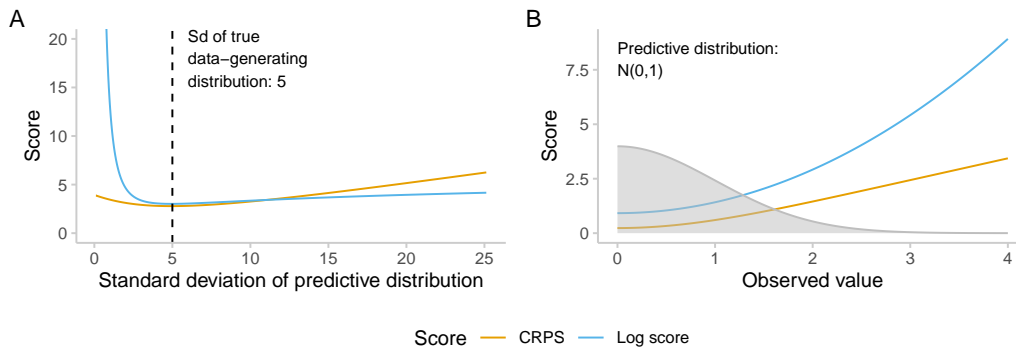 A
Sd of true
data−generating
distribution: 5
20
15
10
5
0
Score
0 5 10 15 20 25
Standard deviation of predictive distribution
B
Predictive distribution:
N(0,1)
7.5
5
2.5
0
Score
0 1 2 3 4
Observed value
Score CRPS Log score